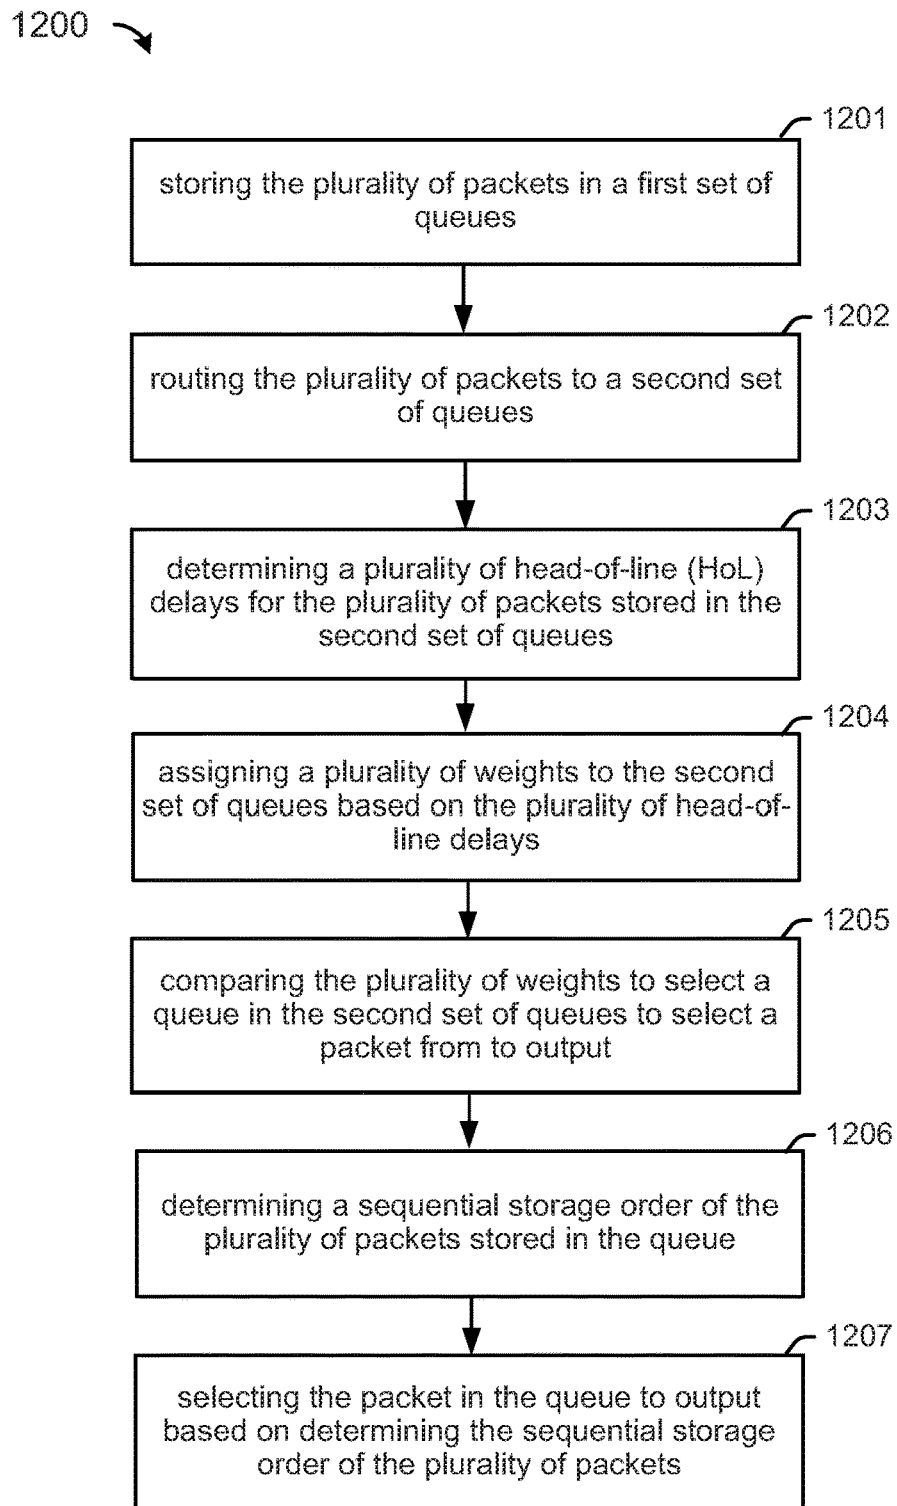 1200
1201
storing the plurality of packets in a first set of
queues
1202
routing the plurality of packets to a second set
of queues
1203
determining a plurality of head-of-line (HoL)
delays for the plurality of packets stored in the
second set of queues
1204
assigning a plurality of weights to the second
set of queues based on the plurality of head-of-
line delays
1205
comparing the plurality of weights to select a
queue in the second set of queues to select a
packet from to output
1206
determining a sequential storage order of the
plurality of packets stored in the queue
1207
selecting the packet in the queue to output
based on determining the sequential storage
order of the plurality of packets